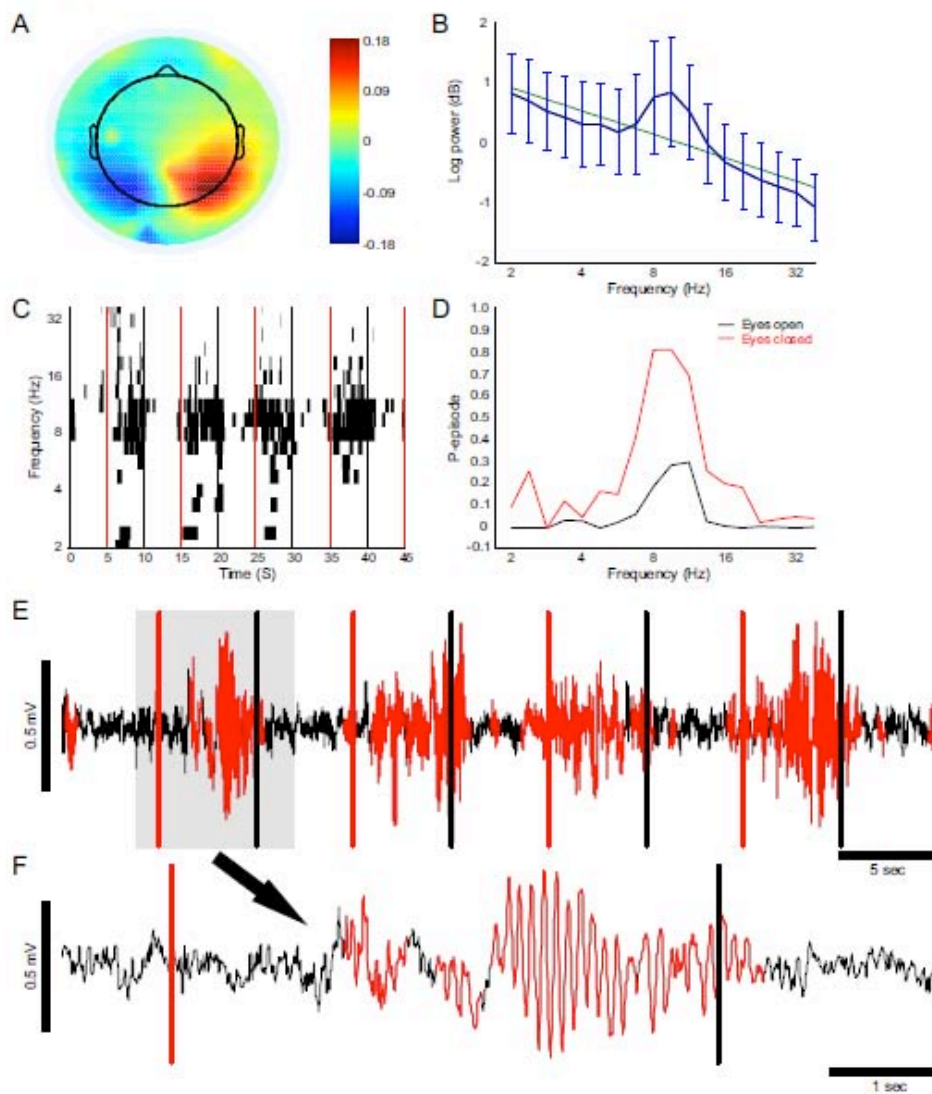 A
0.18
0.09
0
-0.09
-0.18
B
Log power (dB)
2
1
0
-1
-2
2 4 8 16 32
Frequency (Hz)
C
Frequency (Hz)
32
16
8
4
2
0 5 10 15 20 25 30 35 40 45
Time (S)
D
P-episode
1.0
0.9
0.8
0.7
0.6
0.5
0.4
0.3
0.2
0.1
0
-0.1
Eyes open
Eyes closed
2 4 8 16 32
Frequency (Hz)
E
0.5 mV
5 sec
F
0.5 mV
1 sec